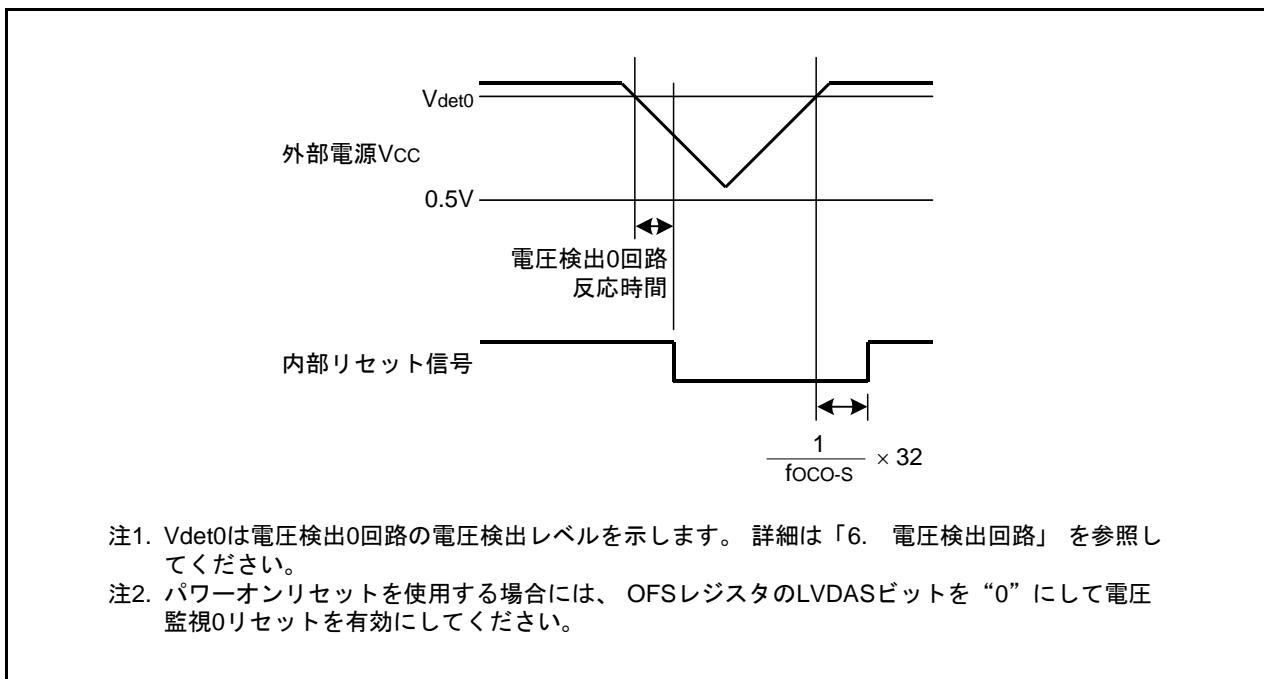 Vdet0
外部電源VCC
0.5V
電圧検出0回路
反応時間
内部リセット信号
1
fOCO-S
× 32
注1. Vdet0は電圧検出0回路の電圧検出レベルを示します。 詳細は「6. 電圧検出回路」 を参照し
てください。
注2. パワーオンリセットを使用する場合には、 OFSレジスタのLVDASビットを“0”にして電圧
監視0リセットを有効にしてください。